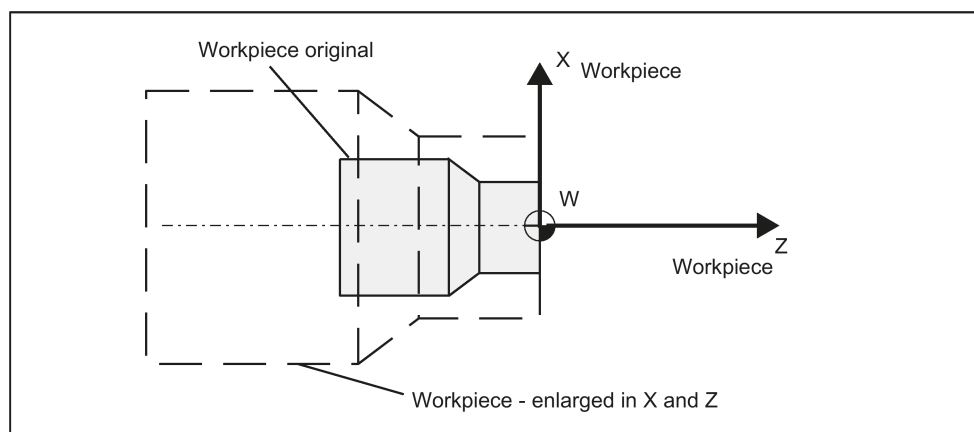 Workpiece original
X
Workpiece
W
Z
Workpiece
Workpiece - enlarged in X and Z